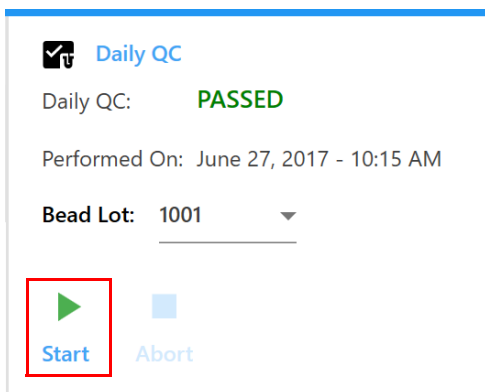 Daily QC
Daily QC: PASSED
Performed On: June 27, 2017 - 10:15 AM
Bead Lot: 1001
Start Abort